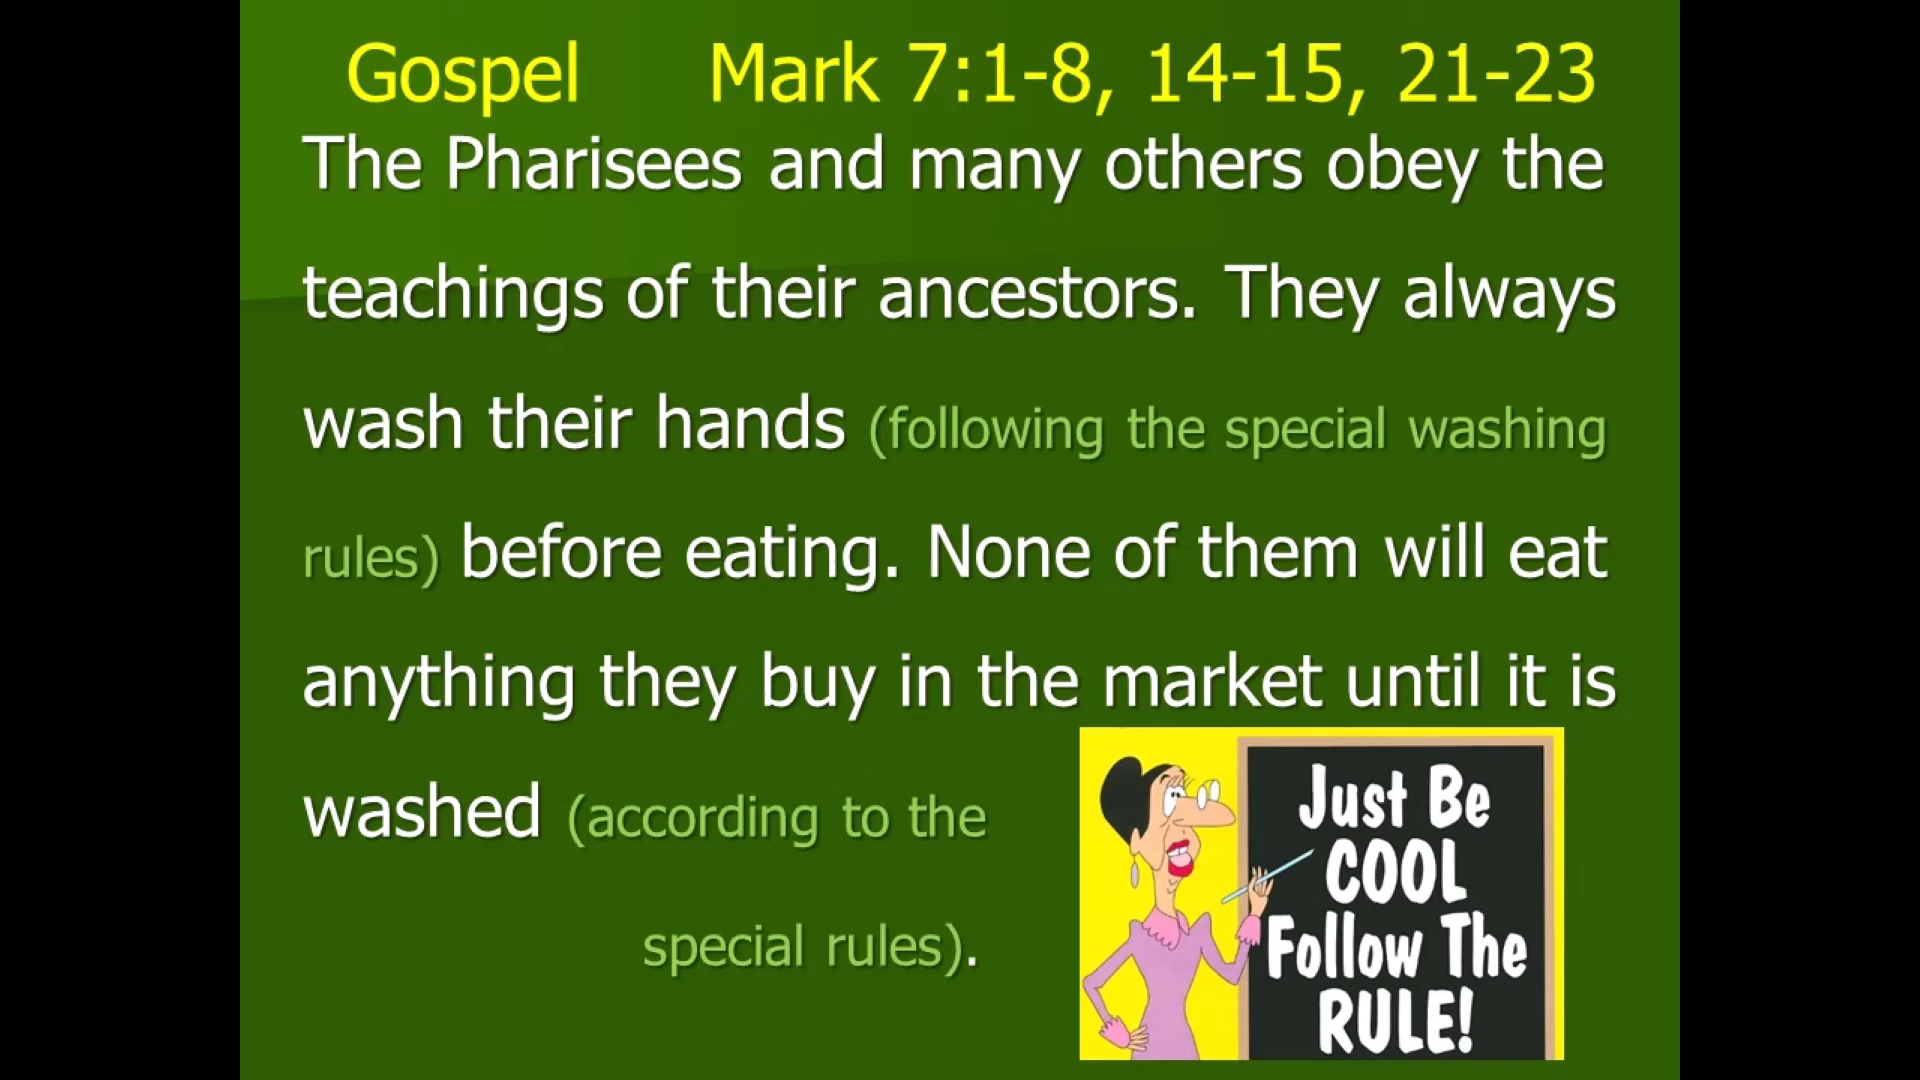 Gospel Mark 7:1-8, 14-15, 21-23
The Pharisees and many others obey the
teachings of their ancestors. They always
wash their hands (following the special washing
rules) before eating. None of them will eat
anything they buy in the market until it is
washed (according to the
special rules).
Just Be
COOL
Follow The
RULE!